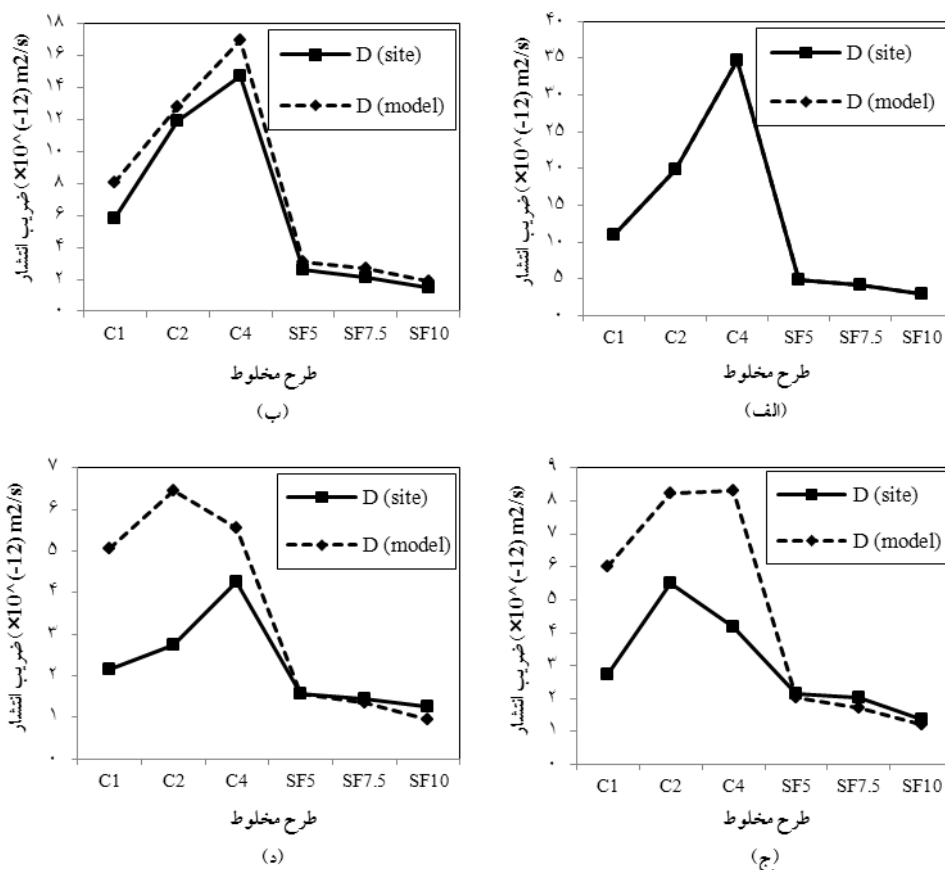 ۴۰
۳۵
۳۰
۲۵
۲۰
۱۵
۱۰
۵
۰
ضریب انتشار (×10^(-12) m2/s
D (site)
D (model)
C1 C2 C4 SF5 SF7.5 SF10
طرح مخلوط
(الف)
۱۸
۱۶
۱۴
۱۲
۱۰
۸
۶
۴
۲
۰
ضریب انتشار (×10^(-12) m2/s
D (site)
D (model)
C1 C2 C4 SF5 SF7.5 SF10
طرح مخلوط
(ب)
۹
۸
۷
۶
۵
۴
۳
۲
۱
۰
ضریب انتشار (×10^(-12) m2/s
D (site)
D (model)
C1 C2 C4 SF5 SF7.5 SF10
طرح مخلوط
(ج)
۷
۶
۵
۴
۳
۲
۱
۰
ضریب انتشار (×10^(-12) m2/s
D (site)
D (model)
C1 C2 C4 SF5 SF7.5 SF10
طرح مخلوط
(د)